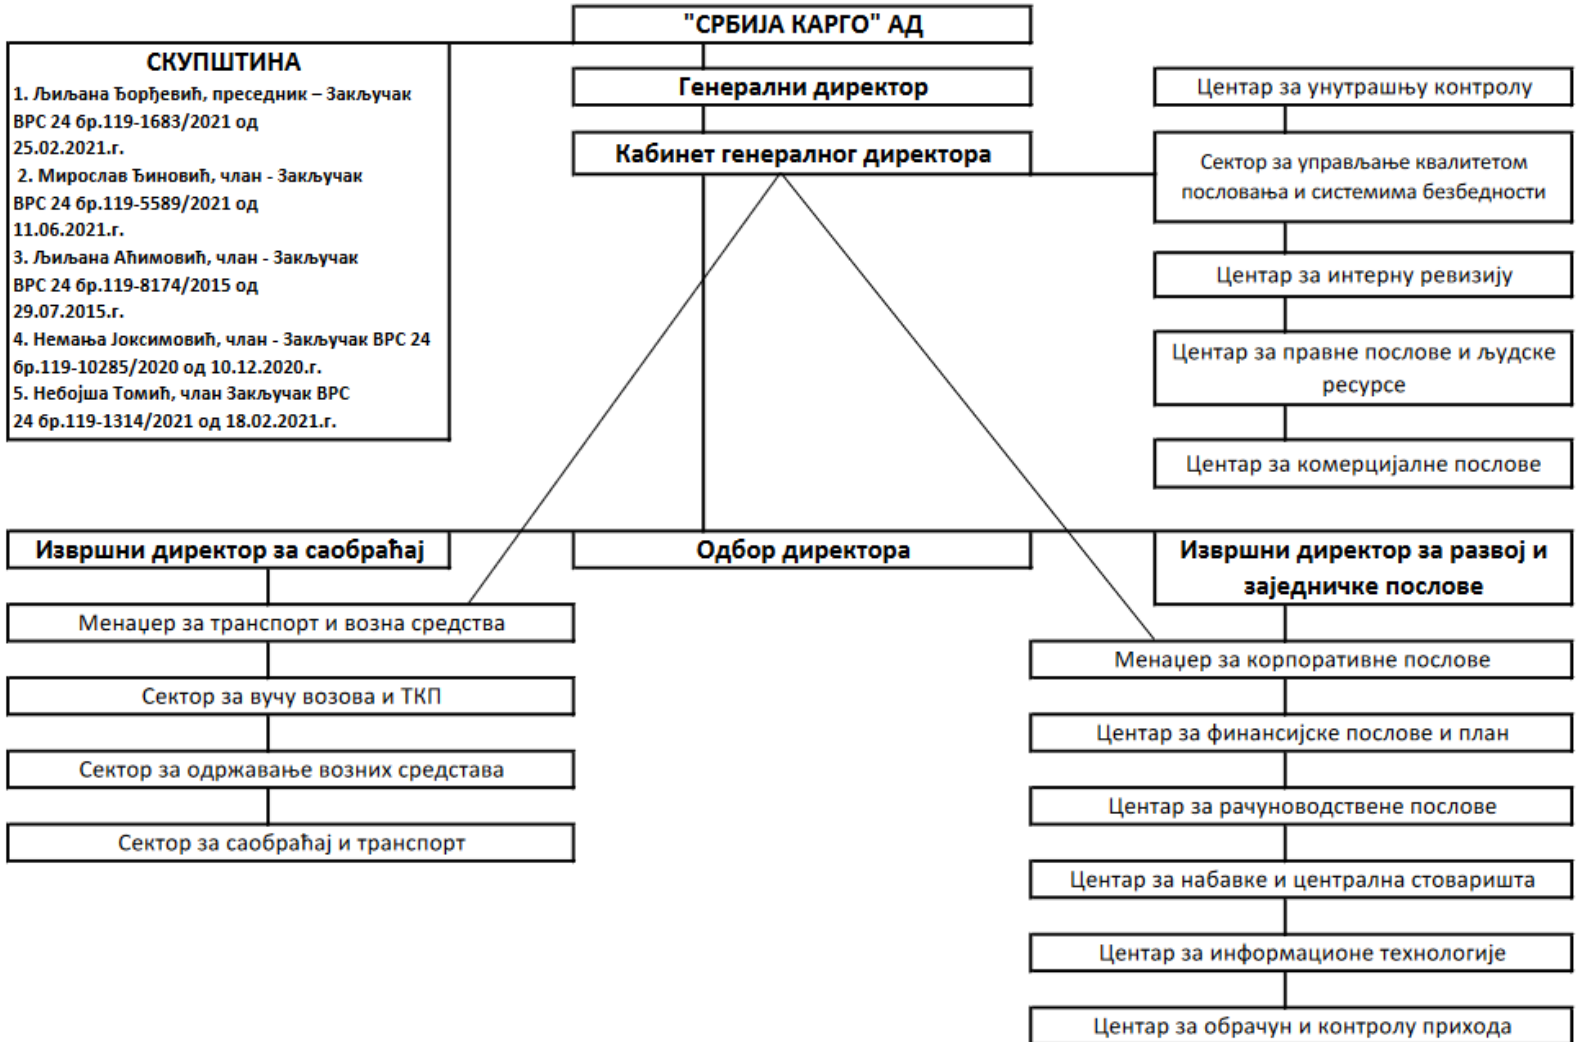 "СРБИЈА КАРГО" АД
СКУПШТИНА
1. Љиљана Ђорђевић, преседник – Закључак
ВРС 24 бр.119-1683/2021 од
25.02.2021.г.
2. Мирослав Ђиновић, члан - Закључак
ВРС 24 бр.119-5589/2021 од
11.06.2021.г.
3. Љиљана Аћимовић, члан - Закључак
ВРС 24 бр.119-8174/2015 од
29.07.2015.г.
4. Немања Јоксимовић, члан - Закључак ВРС 24
бр.119-10285/2020 од 10.12.2020.г.
5. Небојша Томић, члан Закључак ВРС
24 бр.119-1314/2021 од 18.02.2021.г.
Генерални директор
Кабинет генералног директора
Центар за унутрашњу контролу
Сектор за управљање квалитетом
пословања и системима безбедности
Центар за интерну ревизију
Центар за правне послове и људске
ресурсе
Центар за комерцијалне послове
Извршни директор за саобраћај
Менаџер за транспорт и возна средства
Сектор за вучу возова и ТКП
Сектор за одржавање возних средстава
Сектор за саобраћај и транспорт
Одбор директора
Извршни директор за развој и
заједничке послове
Менаџер за корпоративне послове
Центар за финансијске послове и план
Центар за рачуноводствене послове
Центар за набавке и централна стоваришта
Центар за информационе технологије
Центар за обрачун и контролу прихода